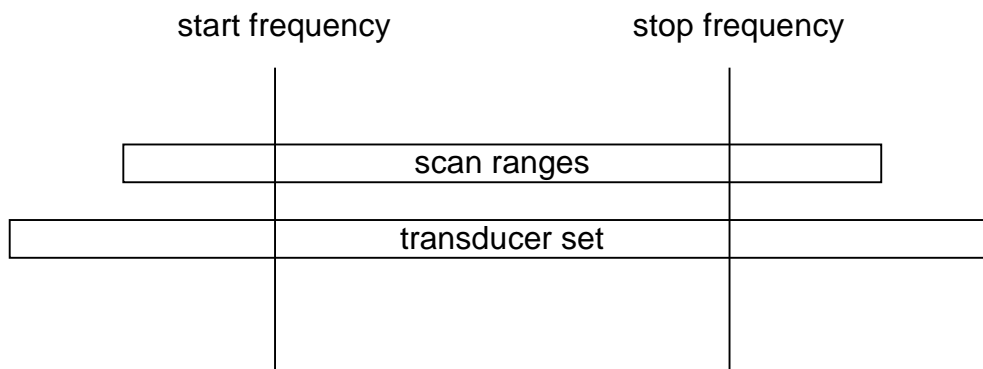 start frequency
stop frequency
scan ranges
transducer set